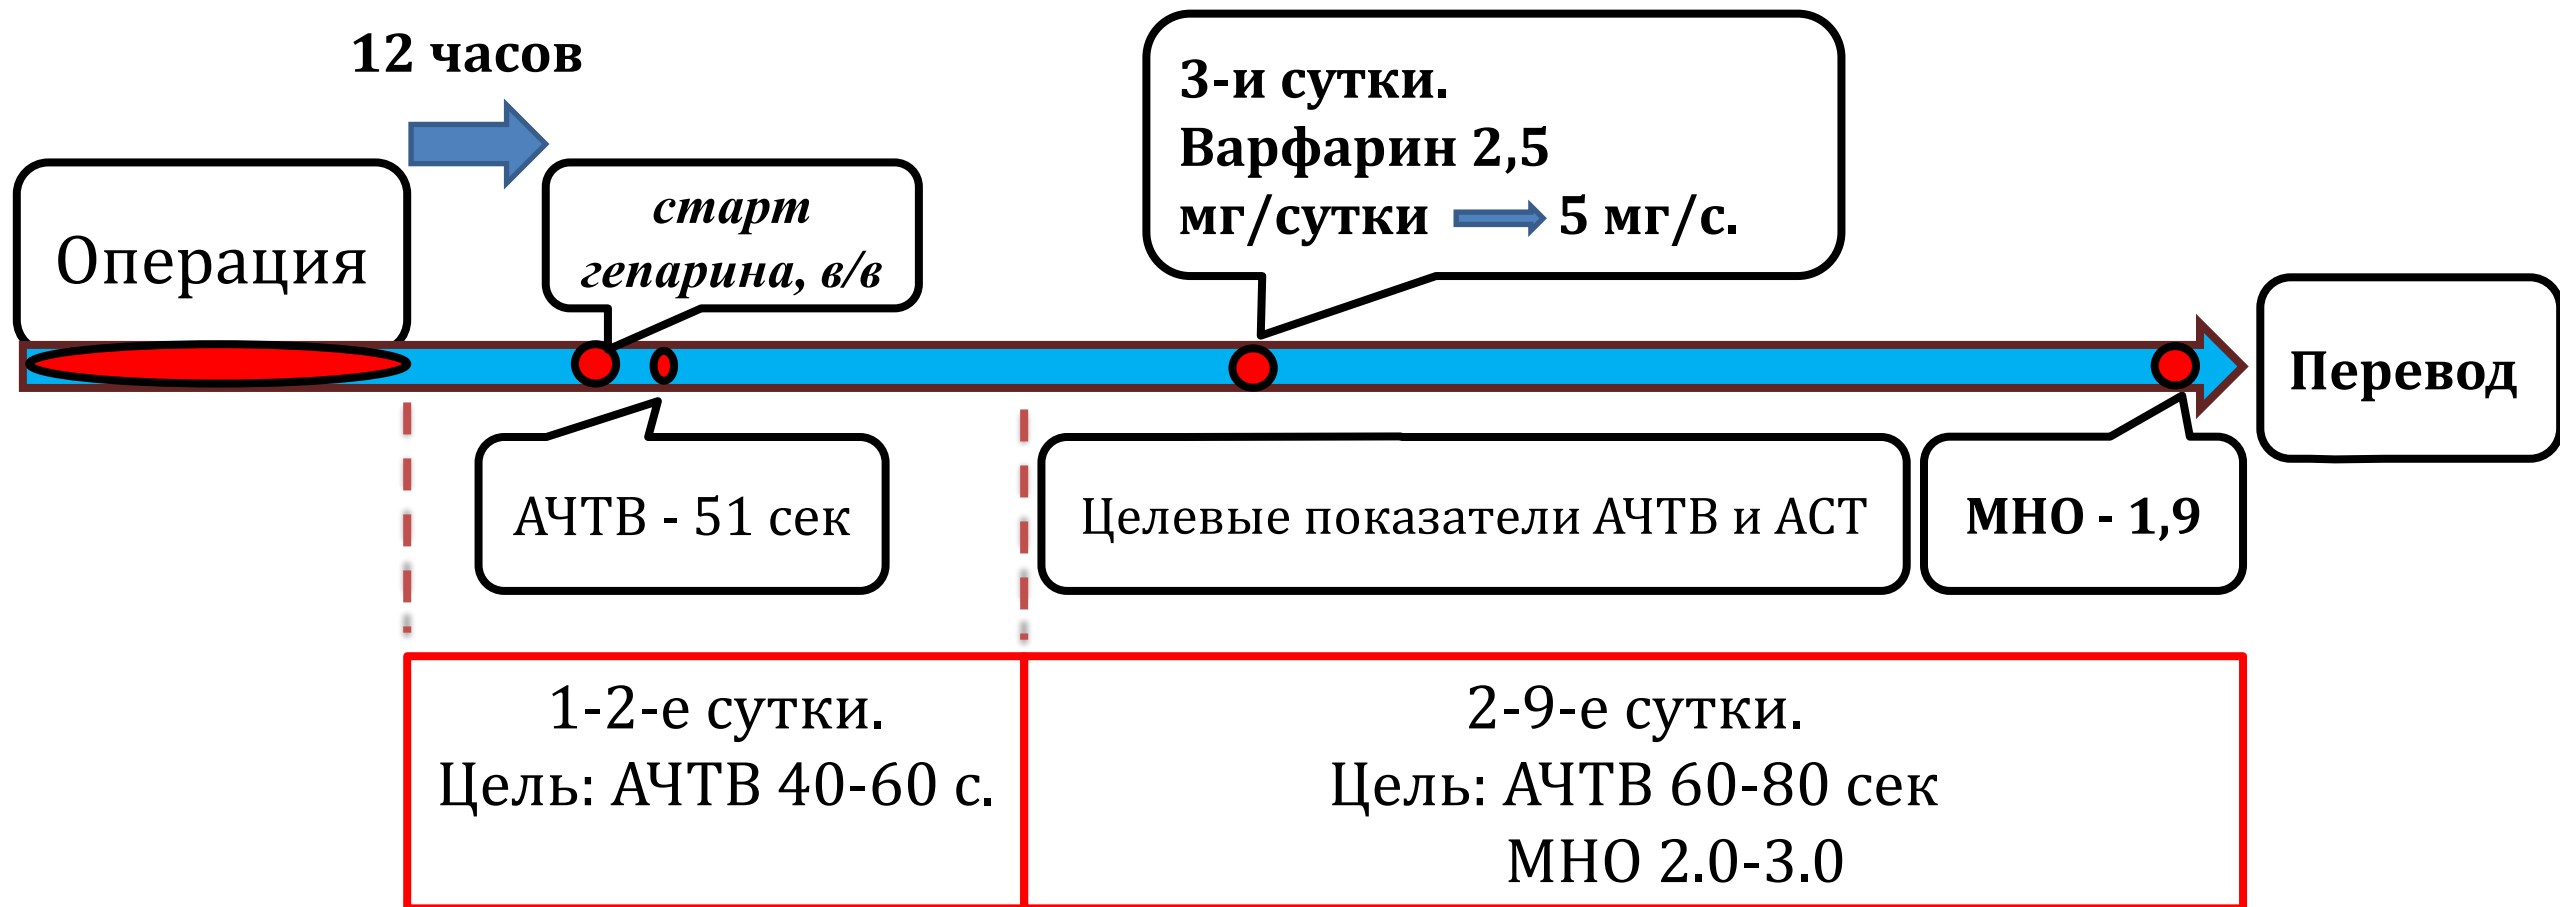 12 часов
Операция
старт
гепарина, в/в
3-и сутки.
Варфарин 2,5
мг/сутки 5 мг/с.
Перевод
АЧТВ - 51 сек
Целевые показатели АЧТВ и АСТ
МНО - 1,9
1-2-е сутки.
Цель: АЧТВ 40-60 с.
2-9-е сутки.
Цель: АЧТВ 60-80 сек
МНО 2.0-3.0